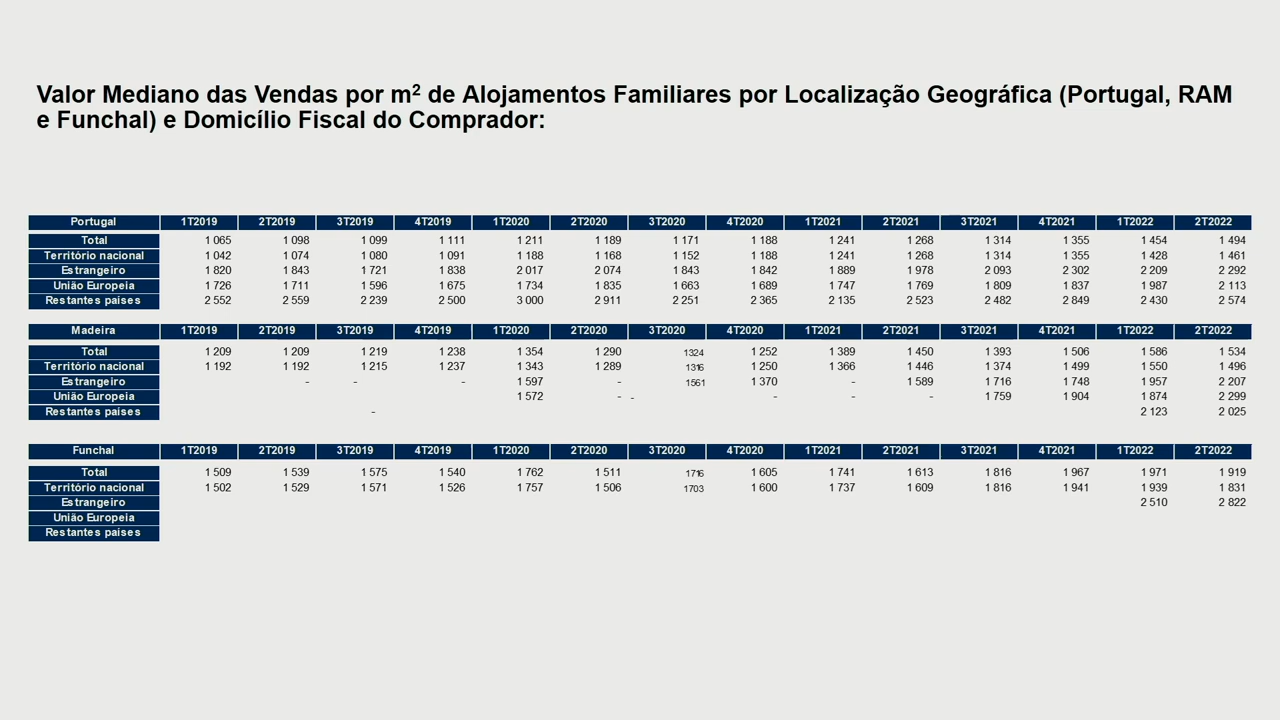 Valor Mediano das Vendas por m² de Alojamentos Familiares por Localização Geográfica (Portugal, RAM
e Funchal) e Domicílio Fiscal do Comprador:
Portugal 1T2019 2T2019 3T2019 4T2019 1T2020 2T2020 3T2020 4T2020 1T2021 2T2021 3T2021 4T2021 1T2022 2T2022
Total 1 065 1 098 1 099 1 111 1 211 1 189 1 171 1 188 1 241 1 268 1 314 1 355 1 454 1 494
Território nacional 1 042 1 074 1 080 1 091 1 188 1 168 1 152 1 188 1 241 1 268 1 314 1 355 1 428 1 461
Estrangeiro 1 820 1 843 1 721 1 838 2 017 2 074 1 843 1 842 1 889 1 978 2 093 2 302 2 209 2 292
União Europeia 1 726 1 711 1 596 1 675 1 734 1 835 1 663 1 689 1 747 1 769 1 809 1 837 1 987 2 113
Restantes países 2 552 2 559 2 239 2 500 3 000 2 911 2 251 2 365 2 135 2 523 2 482 2 849 2 430 2 574
Madeira 1T2019 2T2019 3T2019 4T2019 1T2020 2T2020 3T2020 4T2020 1T2021 2T2021 3T2021 4T2021 1T2022 2T2022
Total 1 209 1 209 1 219 1 238 1 354 1 290 1324 1 252 1 389 1 450 1 393 1 506 1 586 1 534
Território nacional 1 192 1 192 1 215 1 237 1 343 1 289 1316 1 250 1 366 1 446 1 374 1 499 1 550 1 496
Estrangeiro - - - 1 597 - 1561 1 370 - 1 589 1 716 1 748 1 957 2 207
União Europeia 1 572 - - - - - 1 759 1 904 1 874 2 299
Restantes países - 2 123 2 025
Funchal 1T2019 2T2019 3T2019 4T2019 1T2020 2T2020 3T2020 4T2020 1T2021 2T2021 3T2021 4T2021 1T2022 2T2022
Total 1 509 1 539 1 575 1 540 1 762 1 511 1716 1 605 1 741 1 613 1 816 1 967 1 971 1 919
Território nacional 1 502 1 529 1 571 1 526 1 757 1 506 1703 1 600 1 737 1 609 1 816 1 941 1 939 1 831
Estrangeiro 2 510 2 822
União Europeia
Restantes países